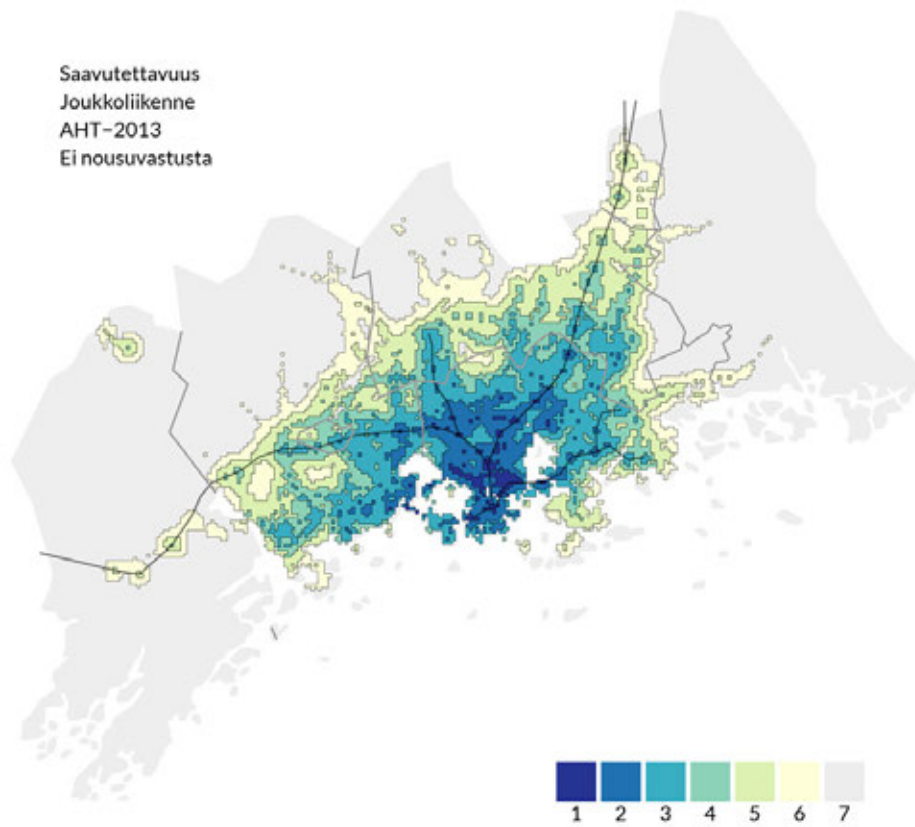 Saavutettavuus
Joukkoliikenne
AHT–2013
Ei nousuvastusta
1 2 3 4 5 6 7